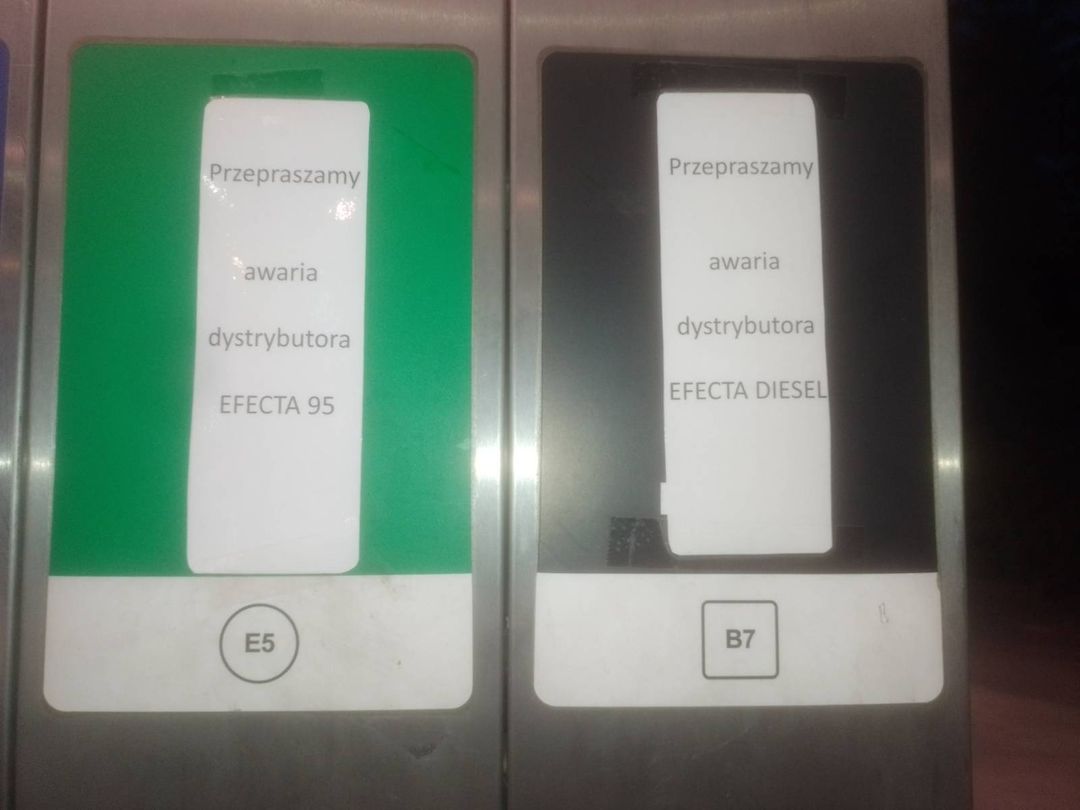 Przepraszamy
awaria
dystrybutora
EFECTA 95
E5
Przepraszamy
awaria
dystrybutora
EFECTA DIESEL
B7